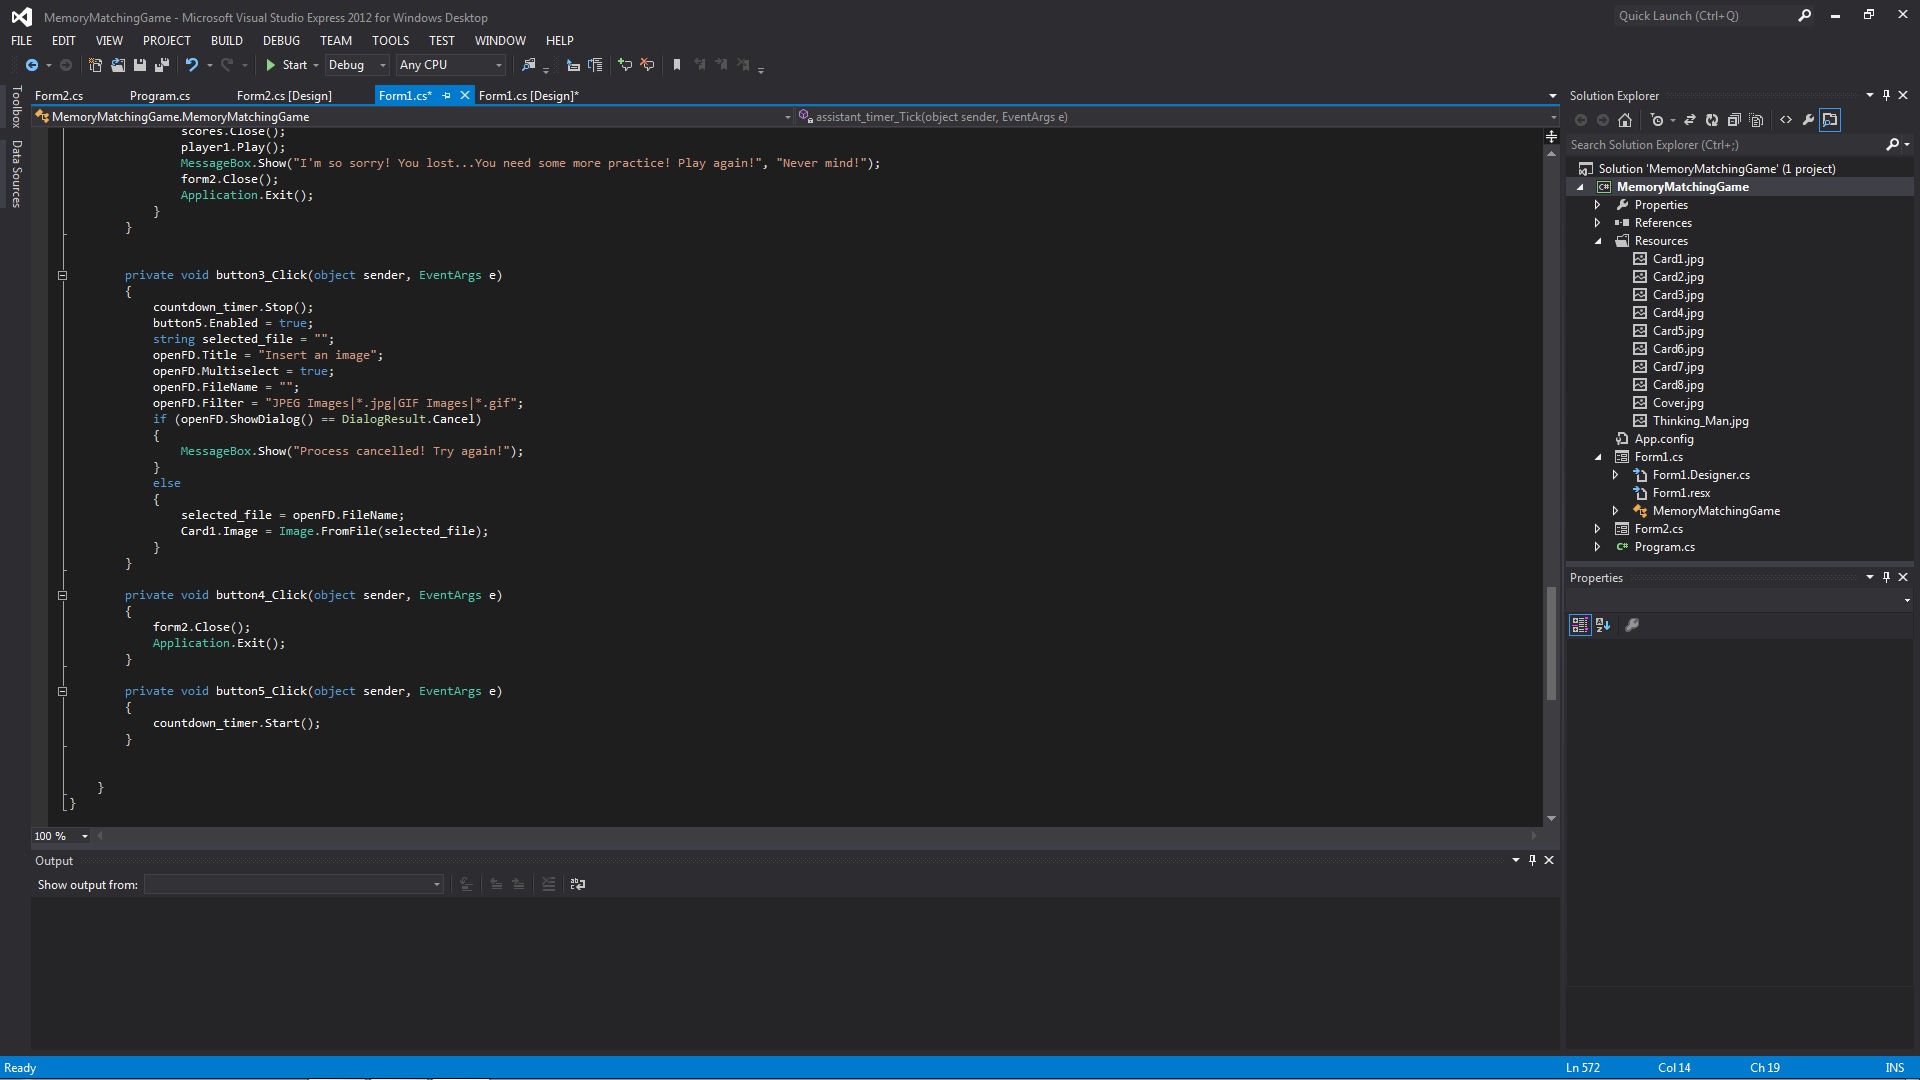 MemoryMatchingGame - Microsoft Visual Studio Express 2012 for Windows Desktop
Quick Launch (Ctrl+Q)
FILE EDIT VIEW PROJECT BUILD DEBUG TEAM TOOLS TEST WINDOW HELP
Start Debug Any CPU
Toolbox
Data Sources
Form2.cs Program.cs Form2.cs [Design] Form1.cs* Form1.cs [Design]*
MemoryMatchingGame.MemoryMatchingGame assistant_timer_Tick(object sender, EventArgs e)
scores.Close();
player1.Play();
MessageBox.Show("I'm so sorry! You lost...You need some more practice! Play again!", "Never mind!");
form2.Close();
Application.Exit();
}
}
private void button3_Click(object sender, EventArgs e)
{
countdown_timer.Stop();
button5.Enabled = true;
string selected_file = "";
openFD.Title = "Insert an image";
openFD.Multiselect = true;
openFD.FileName = "";
openFD.Filter = "JPEG Images|*.jpg|GIF Images|*.gif";
if (openFD.ShowDialog() == DialogResult.Cancel)
{
MessageBox.Show("Process cancelled! Try again!");
}
else
{
selected_file = openFD.FileName;
Card1.Image = Image.FromFile(selected_file);
}
}
private void button4_Click(object sender, EventArgs e)
{
form2.Close();
Application.Exit();
}
private void button5_Click(object sender, EventArgs e)
{
countdown_timer.Start();
}
}
}
100 %
Output
Show output from:
Solution Explorer
Search Solution Explorer (Ctrl+;)
Solution 'MemoryMatchingGame' (1 project)
C# MemoryMatchingGame
Properties
References
Resources
Card1.jpg
Card2.jpg
Card3.jpg
Card4.jpg
Card5.jpg
Card6.jpg
Card7.jpg
Card8.jpg
Cover.jpg
Thinking_Man.jpg
App.config
Form1.cs
Form1.Designer.cs
Form1.resx
MemoryMatchingGame
Form2.cs
C# Program.cs
Properties
Ready Ln 572 Col 14 Ch 19 INS